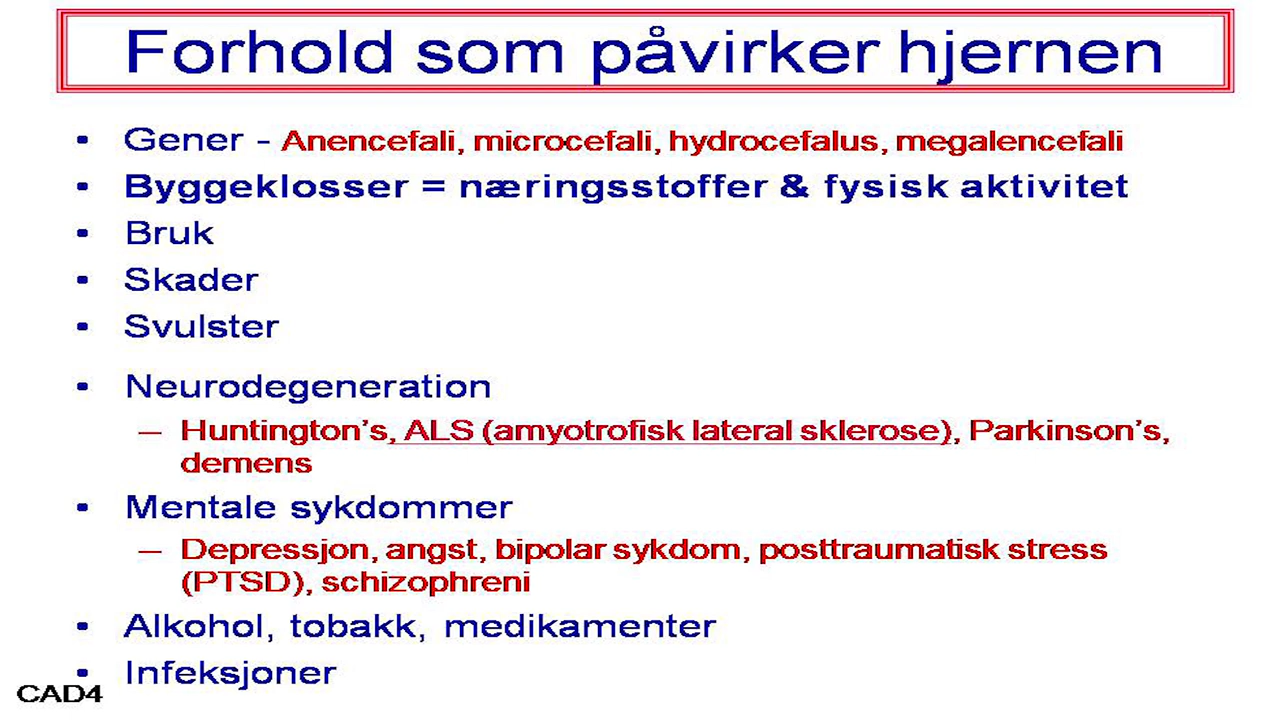 Forhold som påvirker hjernen
• Gener - Anencefali, microcefali, hydrocefalus, megalencefali
• Byggeklosser = næringsstoffer & fysisk aktivitet
• Bruk
• Skader
• Svulster
• Neurodegeneration
– Huntington’s, ALS (amyotrofisk lateral sklerose), Parkinson’s,
demens
• Mentale sykdommer
– Depressjon, angst, bipolar sykdom, posttraumatisk stress
(PTSD), schizophreni
• Alkohol, tobakk, medikamenter
• Infeksjoner
CAD4